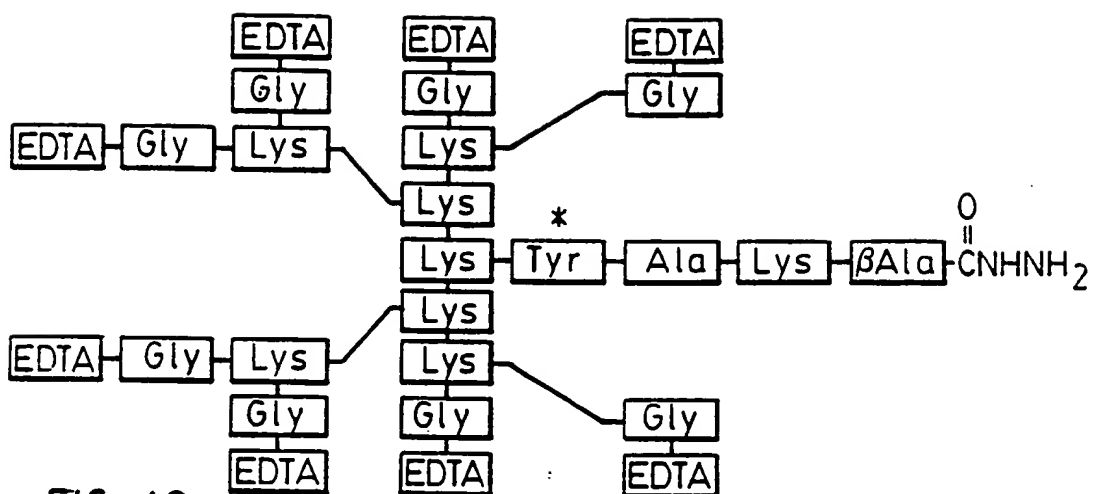 EDTA EDTA EDTA
Gly Gly Gly
EDTA Gly Lys Lys
Lys
O
*
Lys Tyr Ala Lys βAla CNHNH2
Lys
EDTA Gly Lys Lys
Gly Gly Gly
EDTA EDTA EDTA